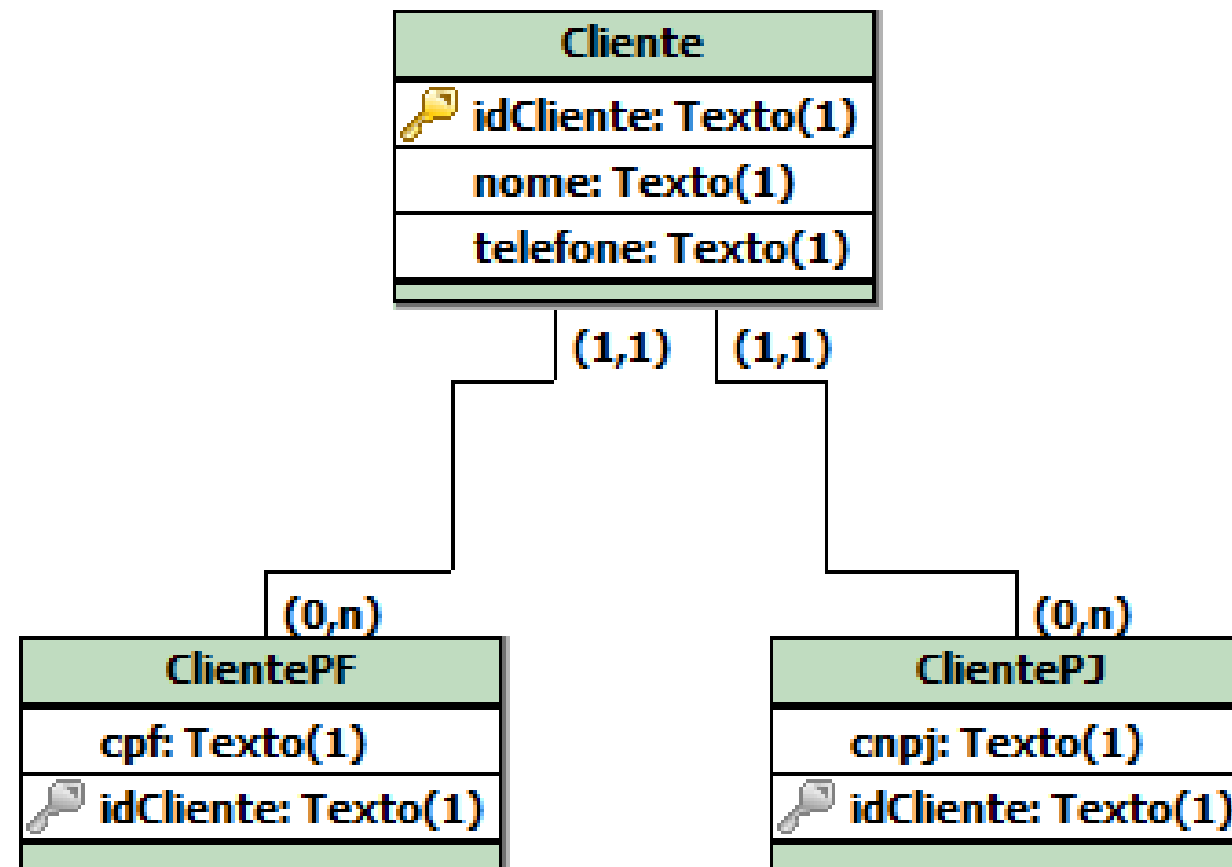 Cliente
idCliente: Texto(1)
nome: Texto(1)
telefone: Texto(1)
(1,1) (1,1)
(0,n) (0,n)
ClientePF
cpf: Texto(1)
idCliente: Texto(1)
ClientePJ
cnpj: Texto(1)
idCliente: Texto(1)